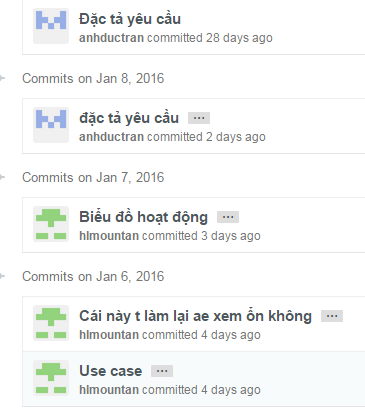 Đặc tả yêu cầu
anhductran committed 28 days ago
Commits on Jan 8, 2016
đặc tả yêu cầu ...
anhductran committed 2 days ago
Commits on Jan 7, 2016
Biểu đồ hoạt động ...
hlmountan committed 3 days ago
Commits on Jan 6, 2016
Cái này t làm lại ae xem ổn không ...
hlmountan committed 4 days ago
Use case ...
hlmountan committed 4 days ago